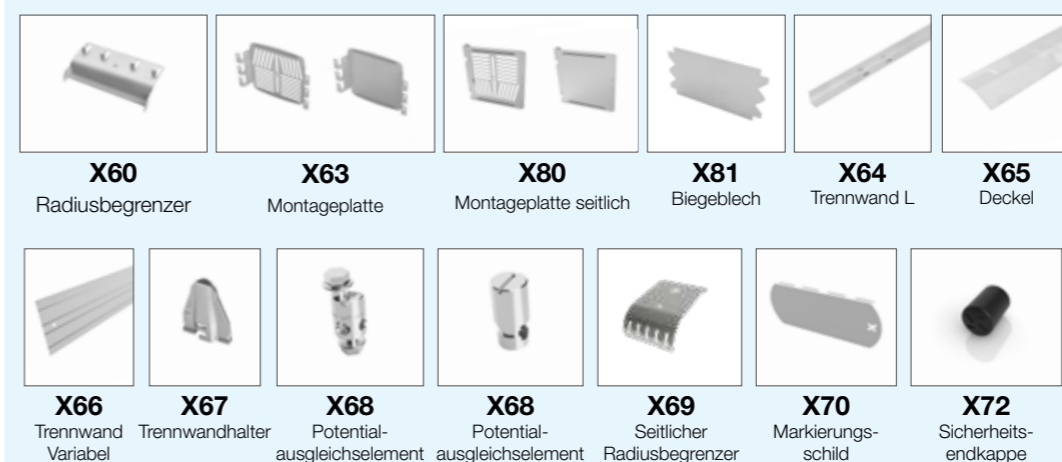 X60
Radiusbegrenzer
X63
Montageplatte
X80
Montageplatte seitlich
X81
Biegeblech
X64
Trennwand L
X65
Deckel
X66
Trennwand
Variabel
X67
Trennwandhalter
X68
Potential-
ausgleichselement
X68
Potential-
ausgleichselement
X69
Seitlicher
Radiusbegrenzer
X70
Markierungs-
schild
X72
Sicherheits-
endkappe